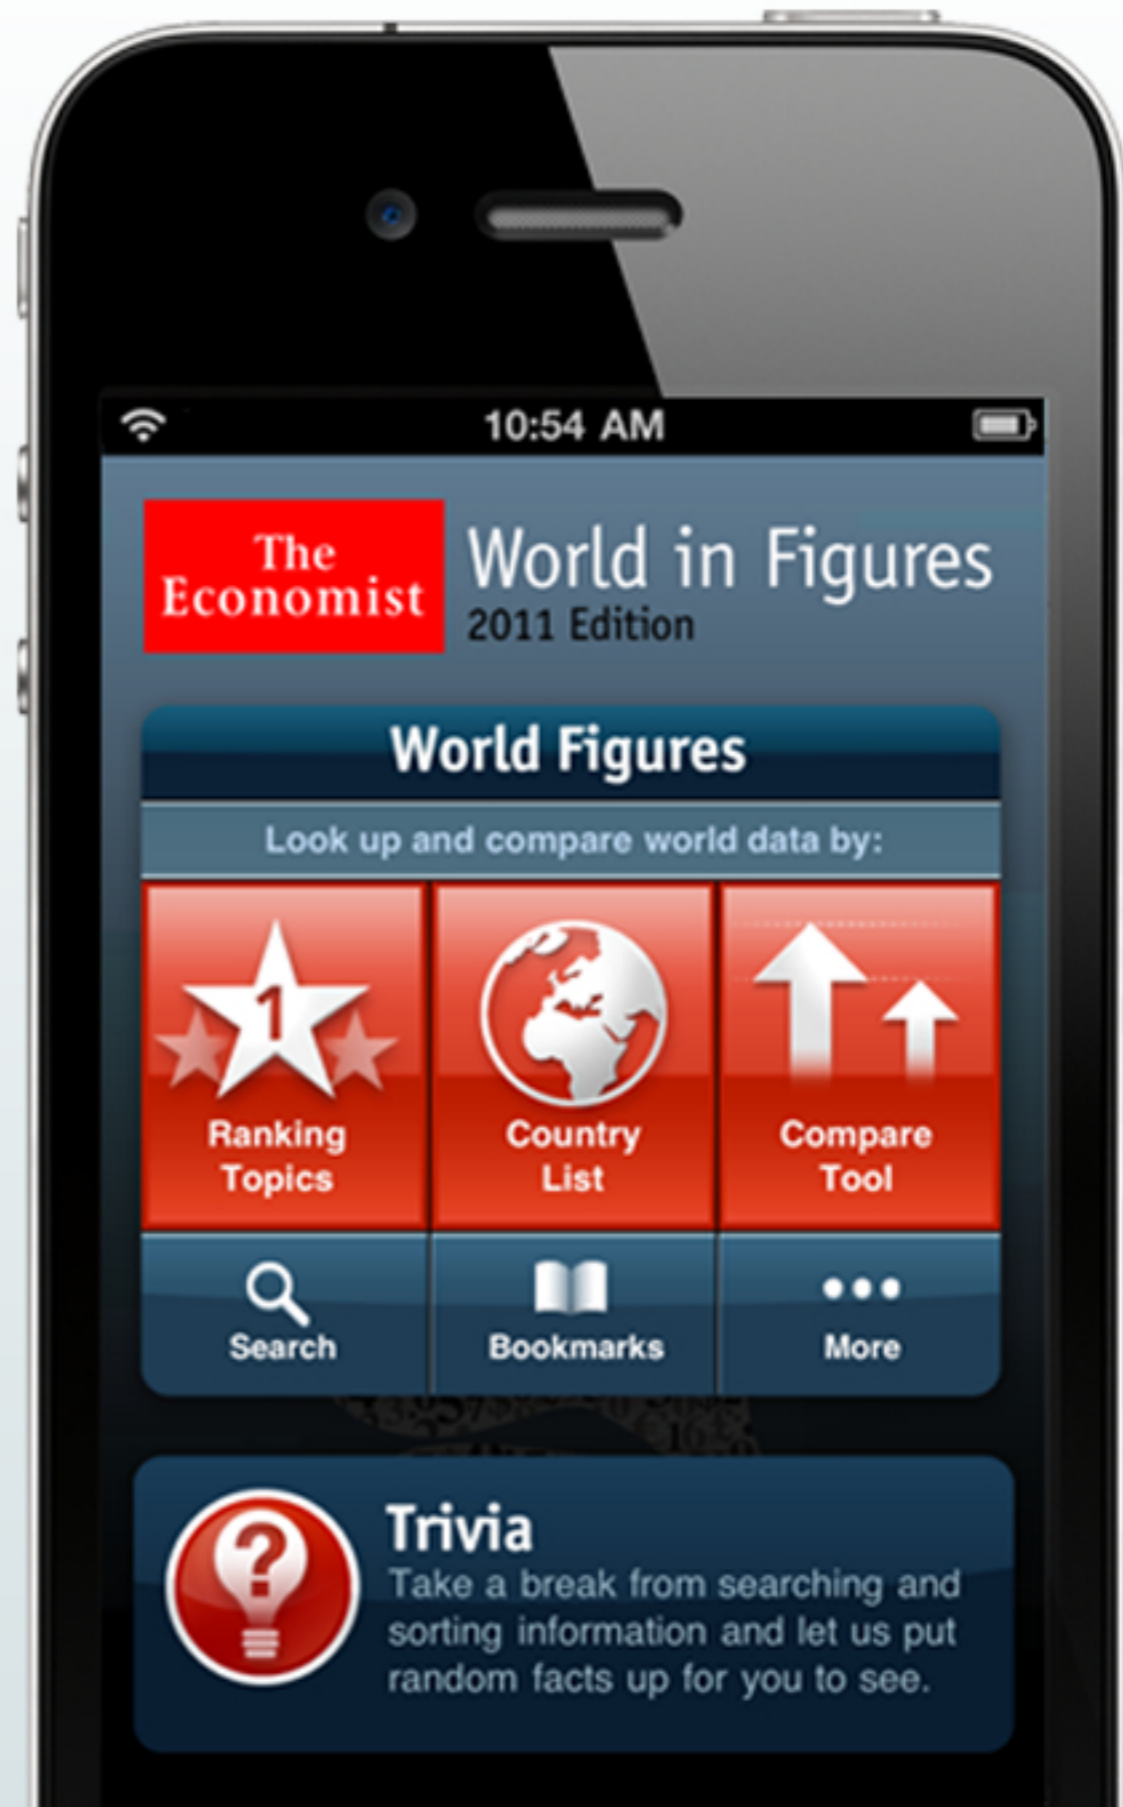 10:54 AM
The
Economist
World in Figures
2011 Edition
World Figures
Look up and compare world data by:
1
Ranking
Topics
Country
List
Compare
Tool
Search
Bookmarks
More
?
Trivia
Take a break from searching and
sorting information and let us put
random facts up for you to see.